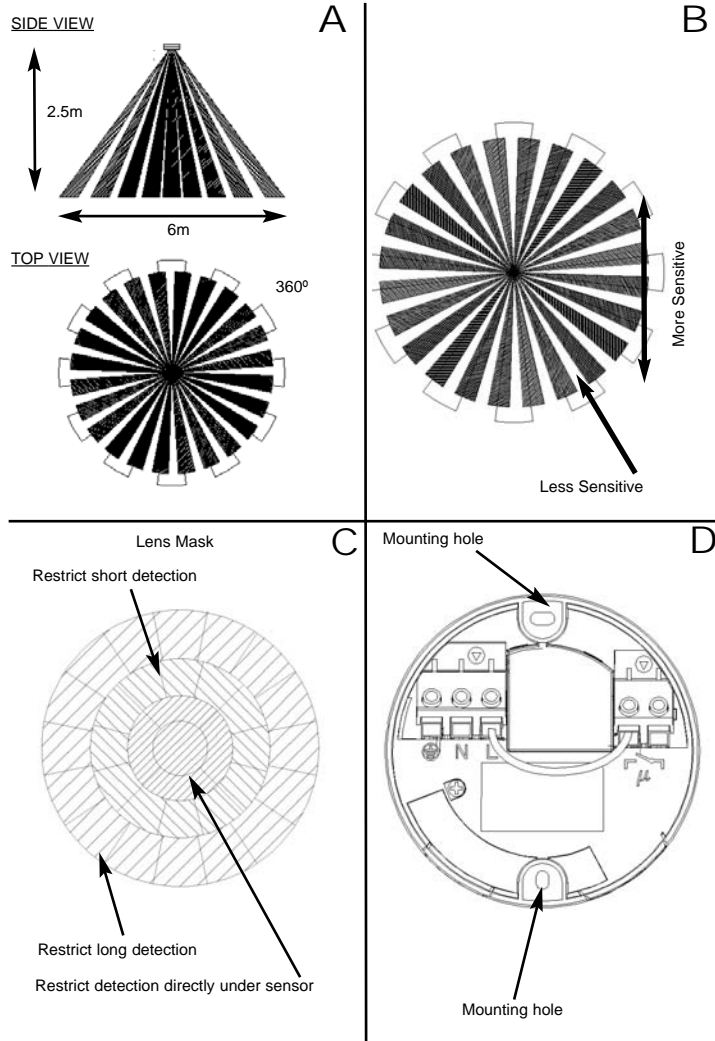 SIDE VIEW
A
2.5m
6m
TOP VIEW
360º
B
More Sensitive
Less Sensitive
Lens Mask
C
Restrict short detection
Restrict long detection
Restrict detection directly under sensor
D
Mounting hole
N L
µ
Mounting hole